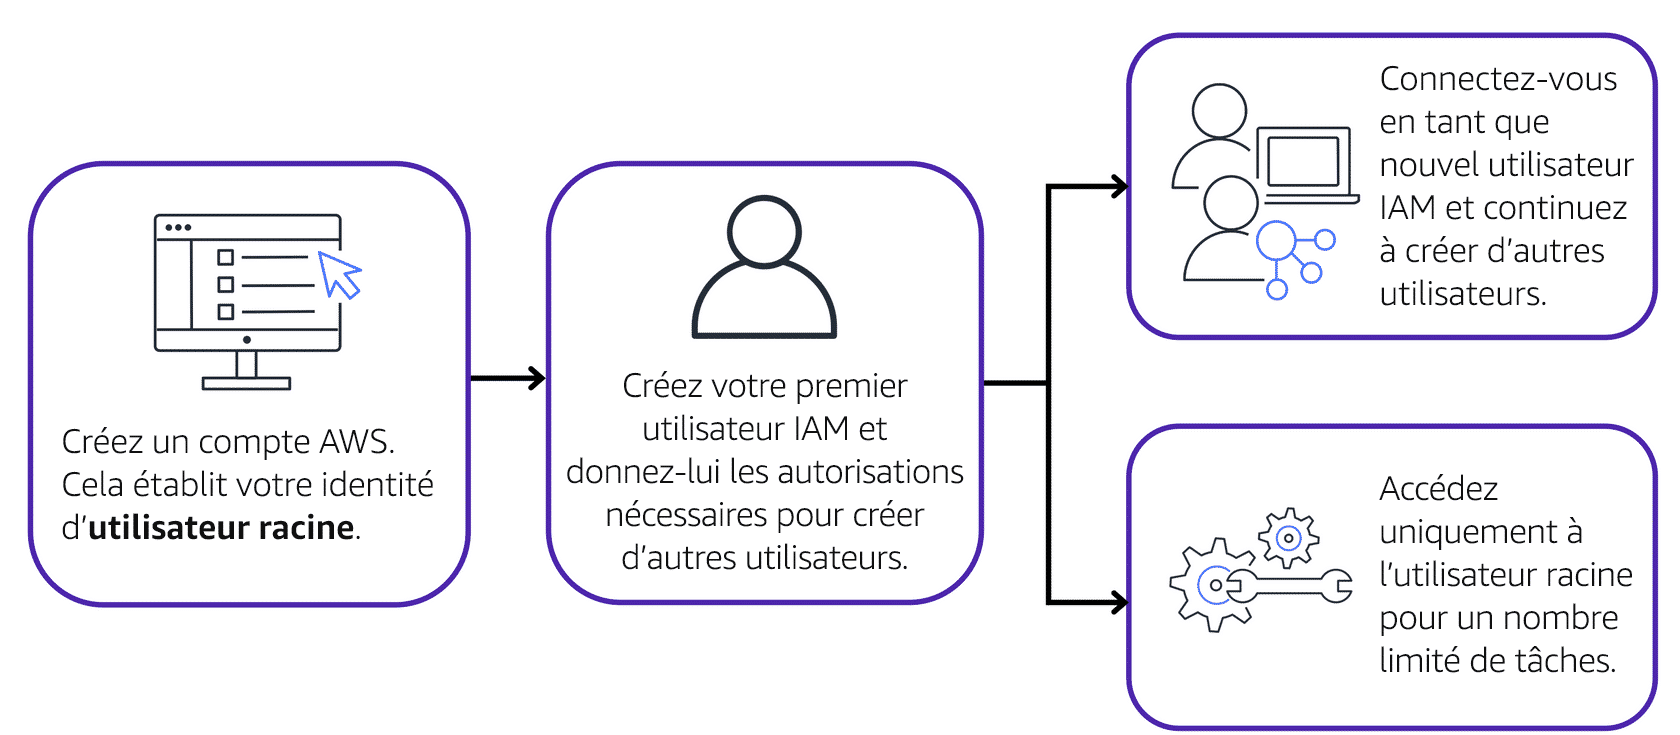 Créez un compte AWS.
Cela établit votre identité
d’utilisateur racine.
Créez votre premier
utilisateur IAM et
donnez-lui les autorisations
nécessaires pour créer
d’autres utilisateurs.
Connectez-vous
en tant que
nouvel utilisateur
IAM et continuez
à créer d’autres
utilisateurs.
Accédez
uniquement à
l’utilisateur racine
pour un nombre
limité de tâches.